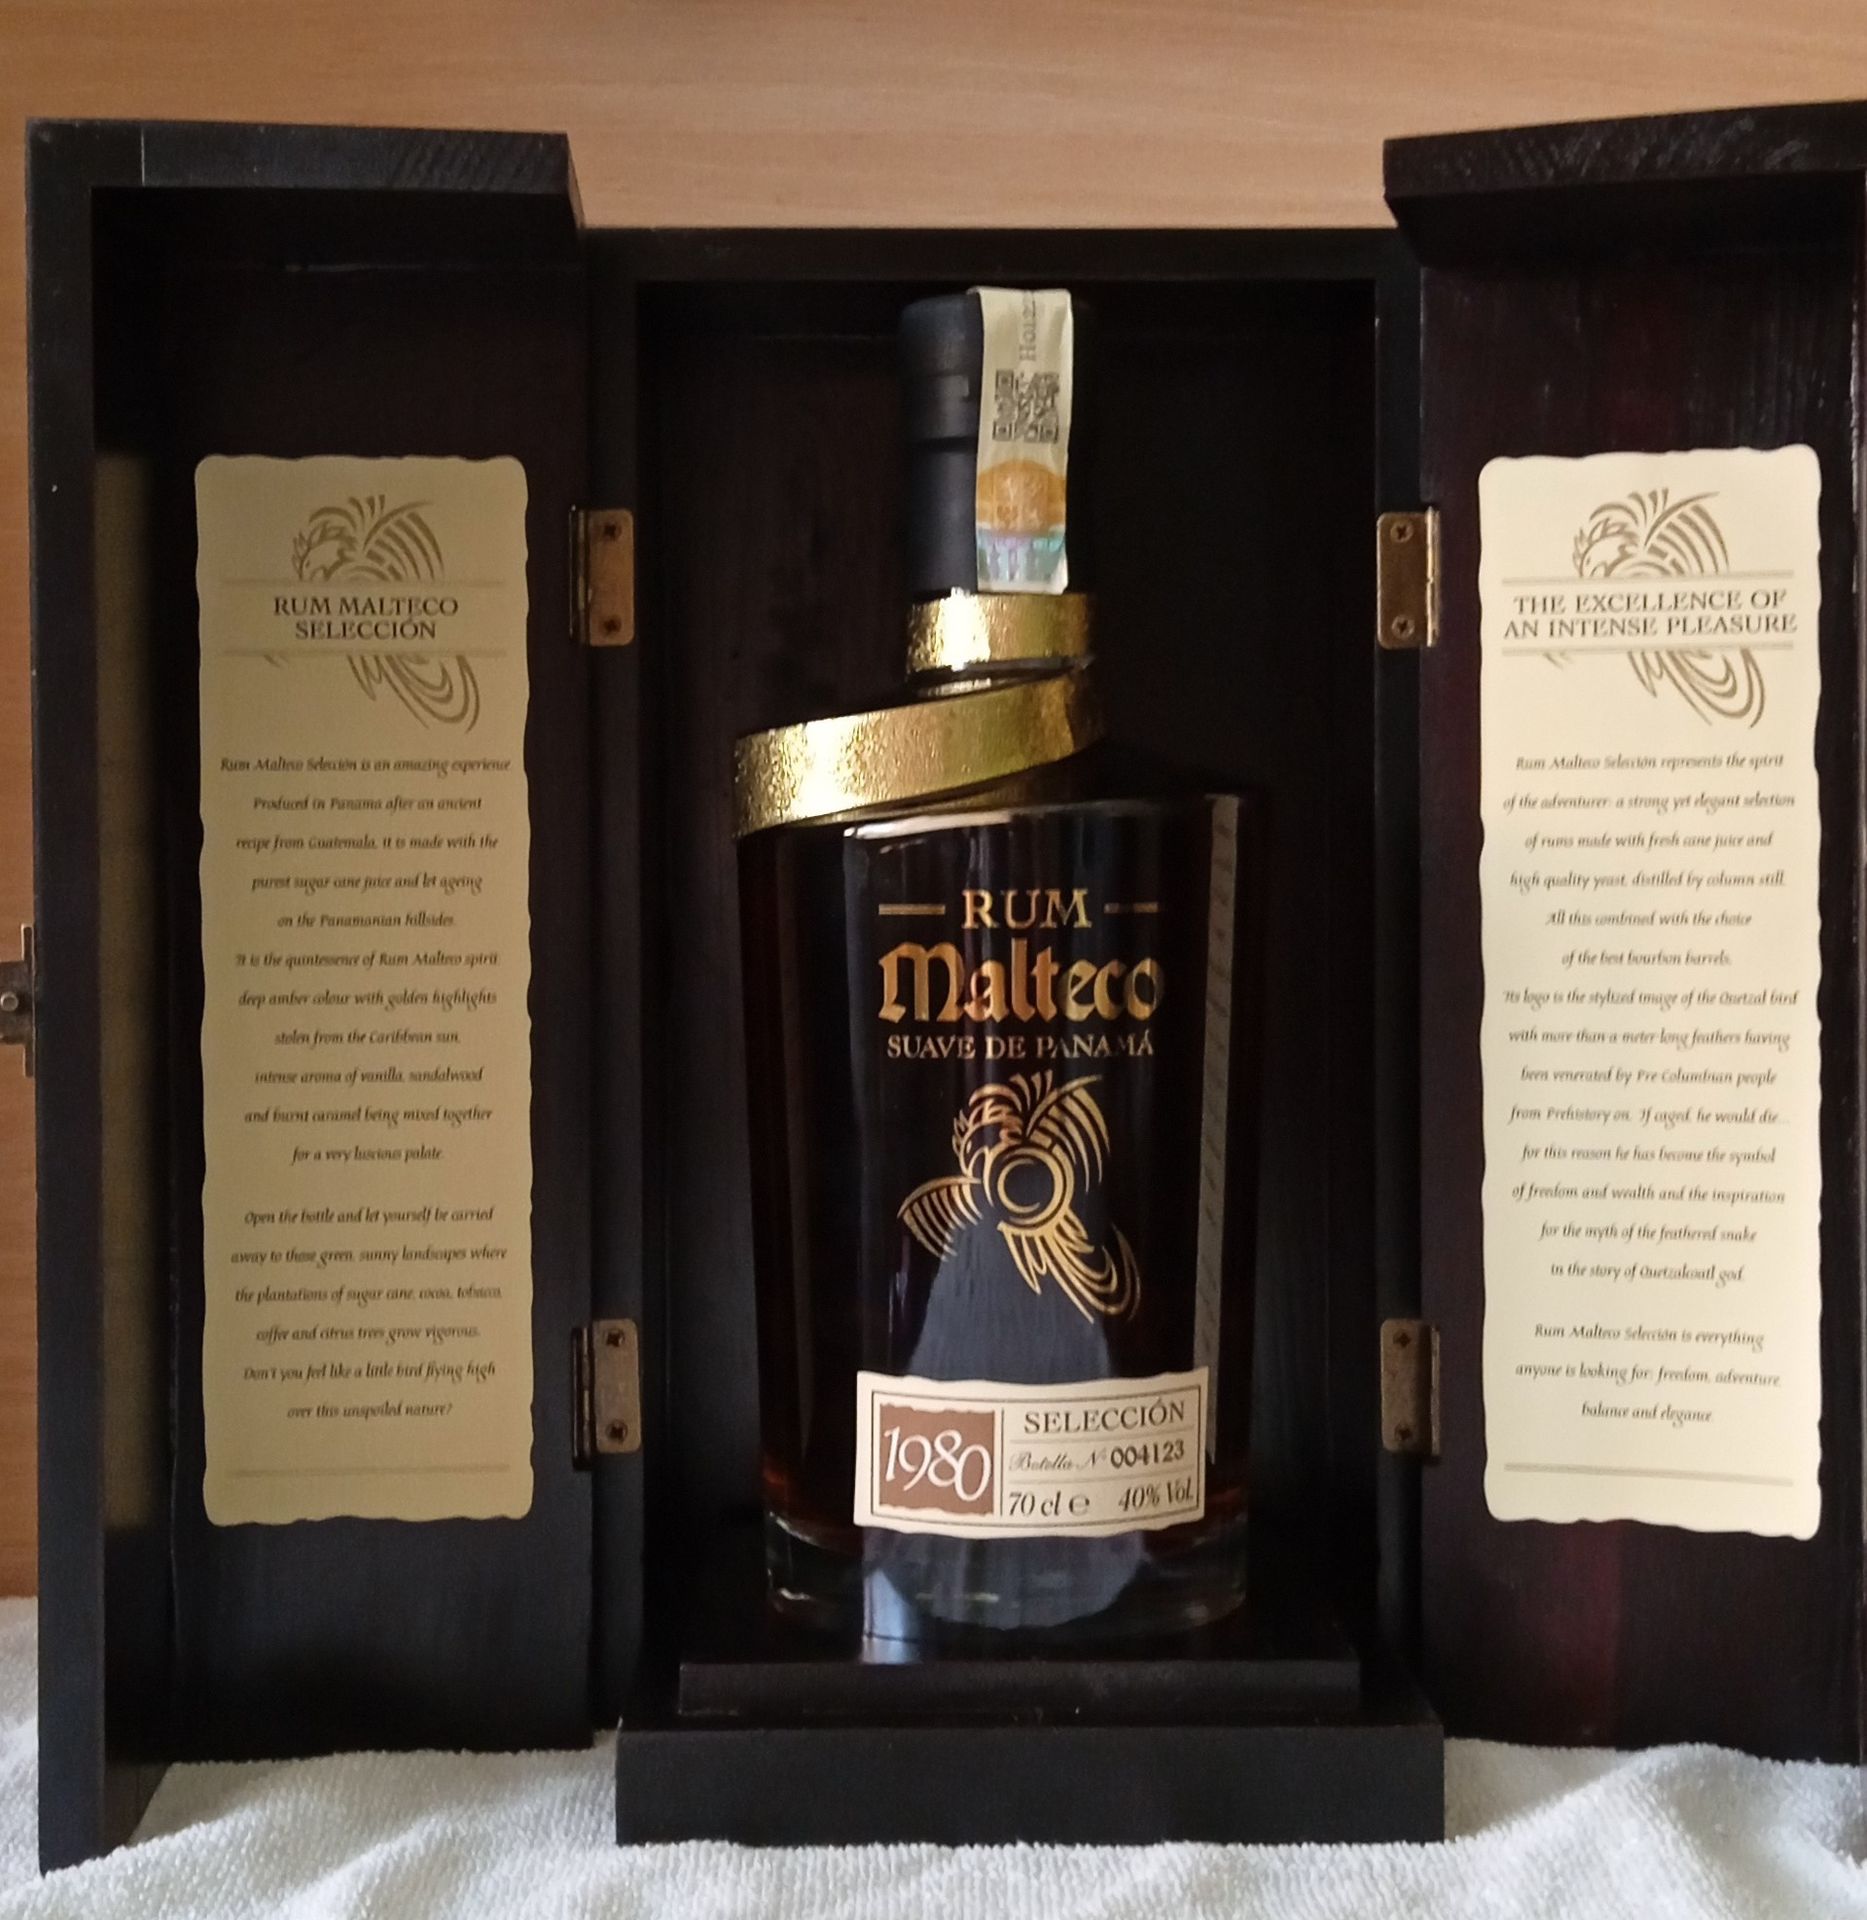 RUM MALTECO
SELECCIÓN
Rum Malteco Selección is an amazing experience.
Produced in Panama after an ancient
recipe from Guatemala, it is made with the
purest sugar cane juice and let ageing
on the Panamanian hillsides.
It is the quintessence of Rum Malteco spirit:
deep amber colour with golden highlights
stolen from the Caribbean sun,
intense aroma of vanilla, sandalwood
and burnt caramel being mixed together
for a very luscious palate.
Open the bottle and let yourself be carried
away to those green, sunny landscapes where
the plantations of sugar cane, cocoa, tobacco,
coffee and citrus trees grow vigorous.
Don't you feel like a little bird flying high
over this unspoiled nature?
H0122
RUM
Malteco
SUAVE DE PANAMÁ
1980
SELECCIÓN
Botella N° 004123
70 cl e 40% Vol.
THE EXCELLENCE OF
AN INTENSE PLEASURE
Rum Malteco Selección represents the spirit
of the adventurer: a strong yet elegant selection
of rums made with fresh cane juice and
high quality yeast, distilled by column still.
All this combined with the choice
of the best bourbon barrels.
Its logo is the stylized image of the Quetzal bird
with more than a meter-long feathers having
been venerated by Pre-Columbian people
from Prehistory on. If caged, he would die...
for this reason he has become the symbol
of freedom and wealth and the inspiration
for the myth of the feathered snake
in the story of Quetzalcoatl god.
Rum Malteco Selección is everything
anyone is looking for: freedom, adventure,
balance and elegance.